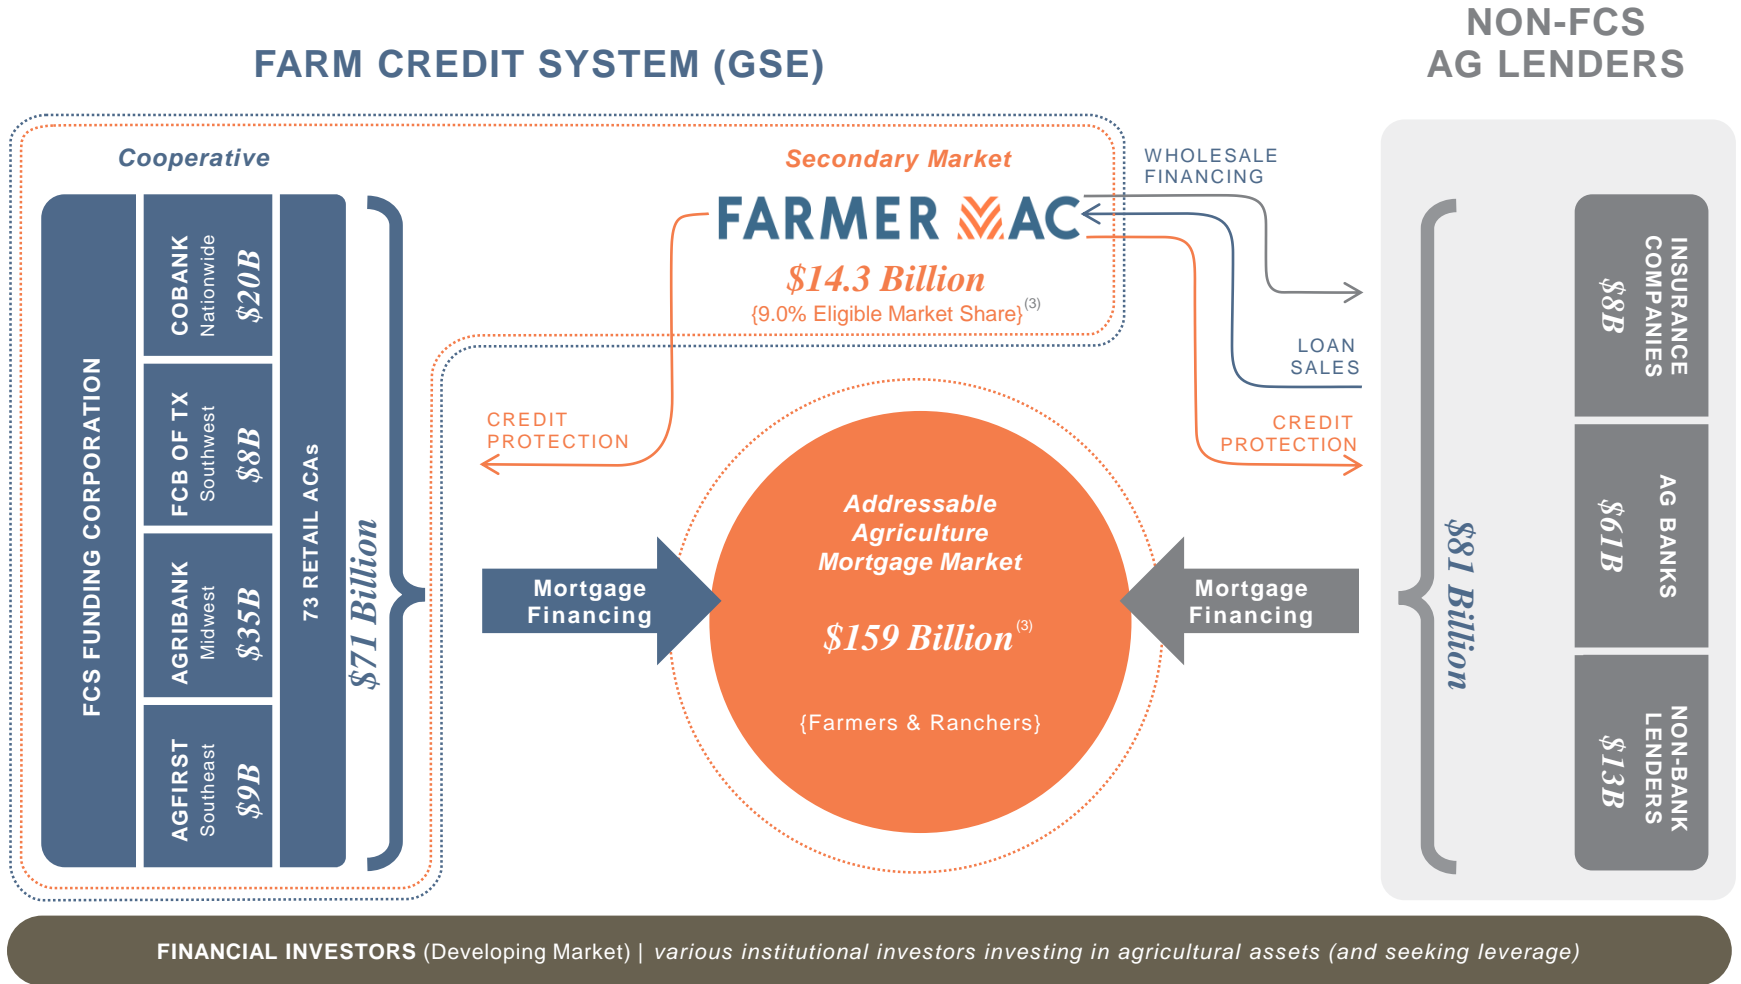 FARM CREDIT SYSTEM (GSE)
NON-FCS
AG LENDERS
Cooperative
FCS FUNDING CORPORATION
COBANK
Nationwide
$20B
FCB OF TX
Southwest
$8B
AGRIBANK
Midwest
$35B
AGFIRST
Southeast
$9B
73 RETAIL ACAs
$71 Billion
Secondary Market
FARMER MAC
$14.3 Billion
{9.0% Eligible Market Share}(3)
WHOLESALE
FINANCING
LOAN
SALES
CREDIT
PROTECTION
CREDIT
PROTECTION
Mortgage
Financing
Addressable
Agriculture
Mortgage Market
$159 Billion(3)
{Farmers & Ranchers}
Mortgage
Financing
$81 Billion
INSURANCE
COMPANIES
$8B
AG BANKS
$61B
NON-BANK
LENDERS
$13B
FINANCIAL INVESTORS (Developing Market) | various institutional investors investing in agricultural assets (and seeking leverage)